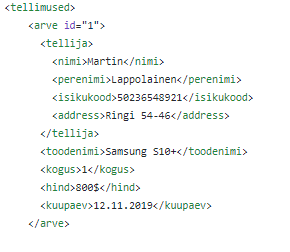 <tellimused>
<arve id="1">
<tellija>
<nimi>Martin</nimi>
<perenimi>Lappolainen</perenimi>
<isikukood>50236548921</isikukood>
<address>Ringi 54-46</address>
</tellija>
<toodenimi>Samsung S10+</toodenimi>
<kogus>1</kogus>
<hind>800$</hind>
<kuupaev>12.11.2019</kuupaev>
</arve>